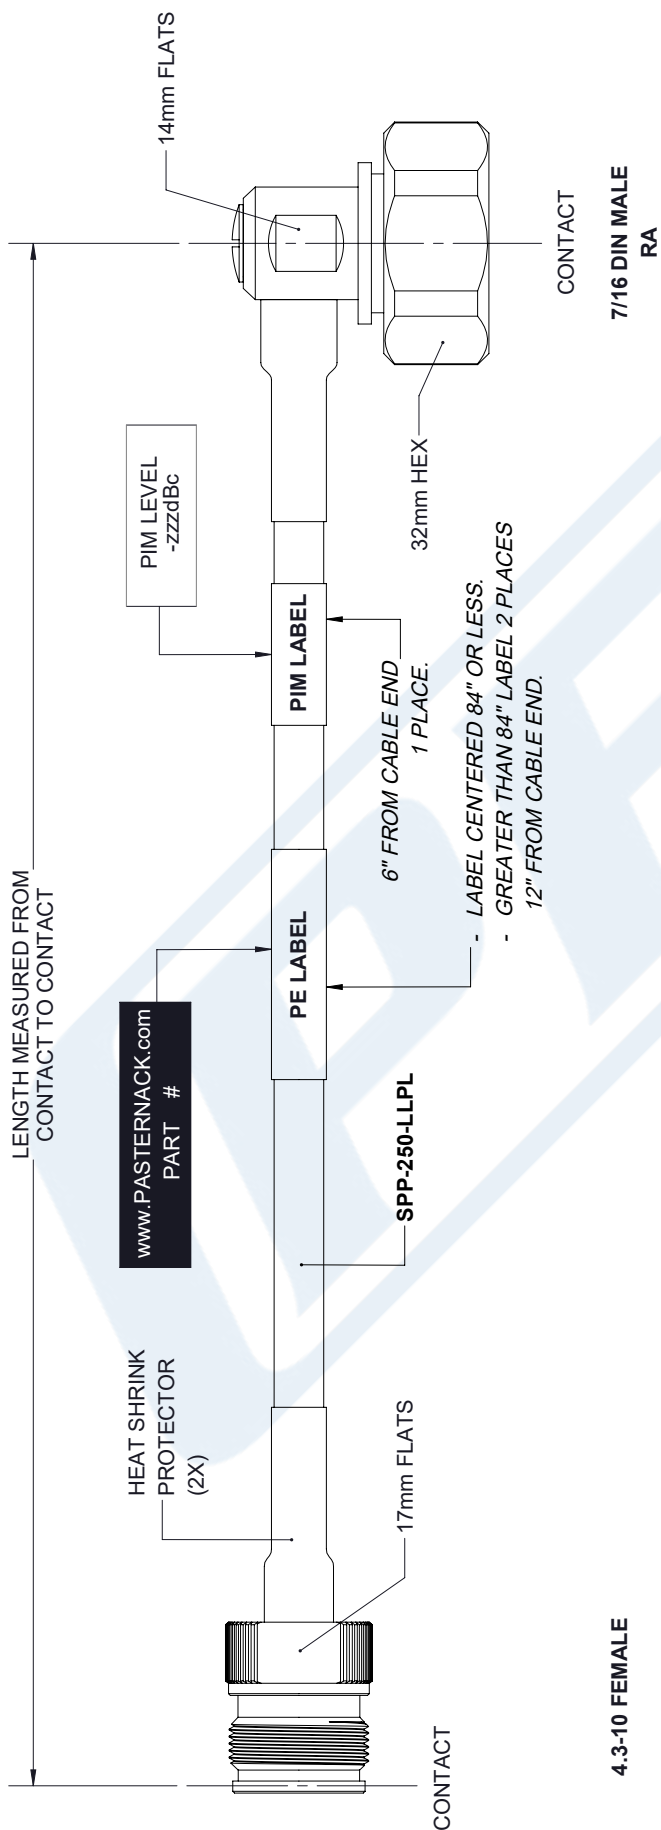 LENGTH MEASURED FROM
CONTACT TO CONTACT
HEAT SHRINK
PROTECTOR
(2X)
www.PASTERNACK.com
PART #
PIM LEVEL
-zzzdBc
14mm FLATS
PE LABEL
PIM LABEL
17mm FLATS
SPP-250-LLPL
6" FROM CABLE END
1 PLACE.
32mm HEX
- LABEL CENTERED 84" OR LESS.
- GREATER THAN 84" LABEL 2 PLACES
12" FROM CABLE END.
CONTACT
CONTACT
4.3-10 FEMALE
7/16 DIN MALE
RA